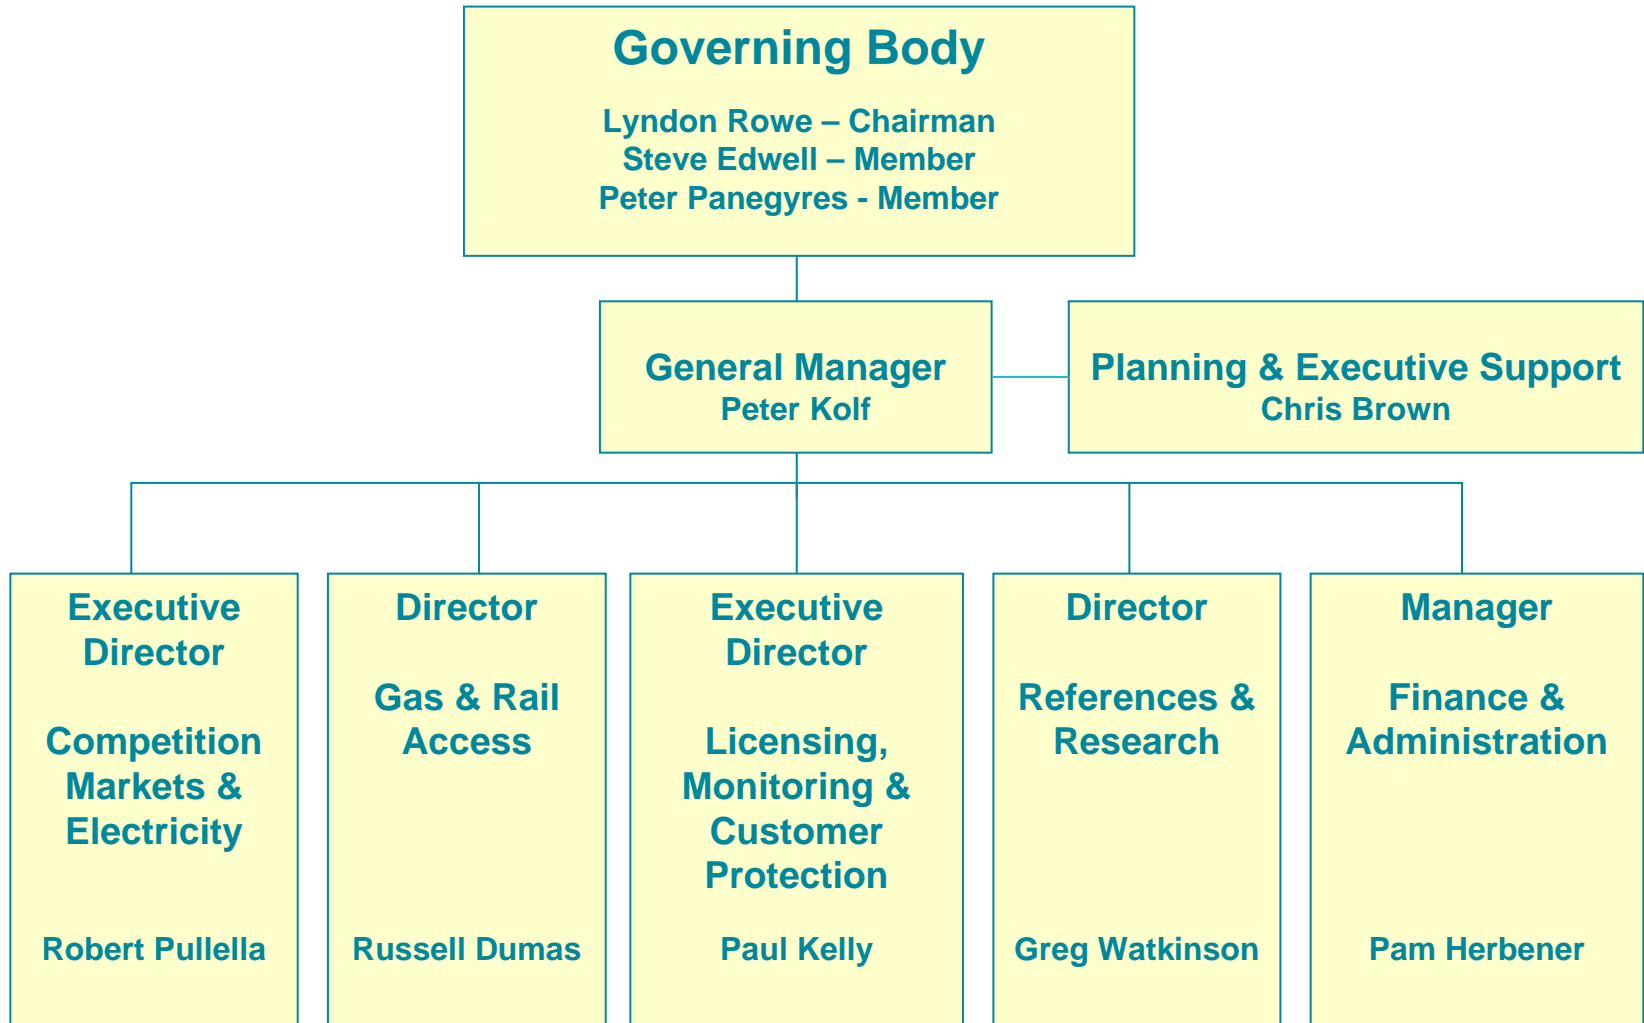 Governing Body
Lyndon Rowe – Chairman
Steve Edwell – Member
Peter Panegyres - Member
General Manager
Peter Kolf
Planning & Executive Support
Chris Brown
Executive
Director
Competition
Markets &
Electricity
Robert Pullella
Director
Gas & Rail
Access
Russell Dumas
Executive
Director
Licensing,
Monitoring &
Customer
Protection
Paul Kelly
Director
References &
Research
Greg Watkinson
Manager
Finance &
Administration
Pam Herbener